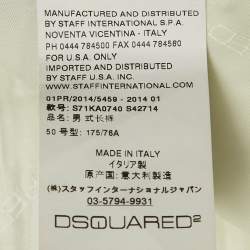 MANUFACTURED AND DISTRIBUTED
BY STAFF INTERNATIONAL S.P.A.
NOVENTA VICENTINA - ITALY
PH 0444 784500 FAX 0444 784560
FOR U.S.A. ONLY
IMPORTED AND DISTRIBUTED BY
STAFF U.S.A. INC.
WWW.STAFFINTERNATIONAL.COM
01PR/2014/5459 - 2014 01
款式号: S71KA0740 S42714
品名: 男式长裤
50 号型: 175/76A
MADE IN ITALY
イタリア製
原产国: 意大利製造
(株)スタッフインターナショナルジャパン
03-5794-9931
DSQUARED²